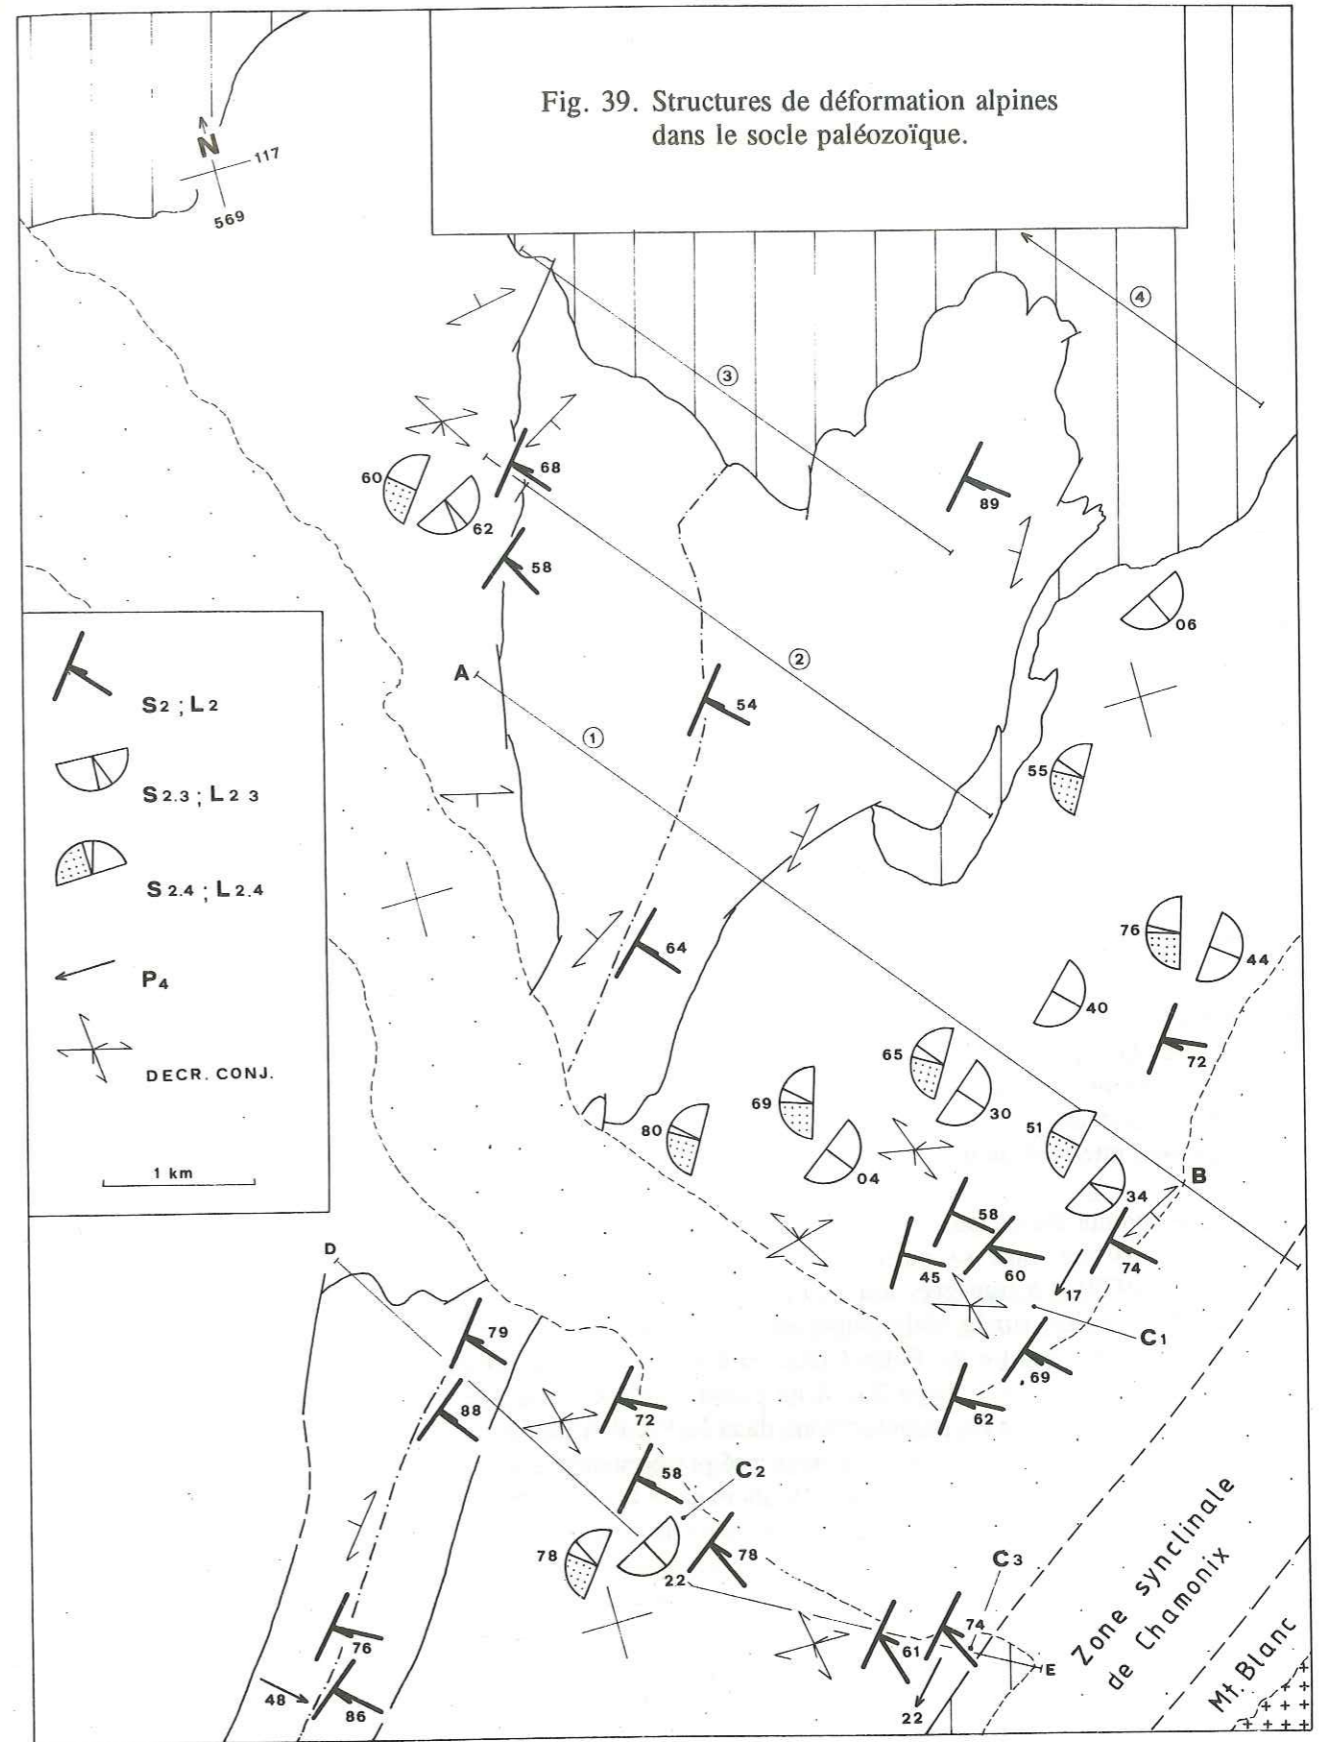 Fig. 39. Structures de déformation alpines
dans le socle paléozoïque.
N
117
569
4
3
68
60
62
89
58
06
A
2
54
1
55
S2 ; L2
S2.3 ; L2 3
S2.4 ; L2.4
P4
DECR. CONJ.
1 km
64
76
44
40
72
65
30
69
51
80
04
34
B
58
45
60
74
17
C1
D
79
69
62
88
72
58
C2
78
78
22
C3
74
61
E
76
48
86
22
Zone synclinale
de Chamonix
Mt. Blanc